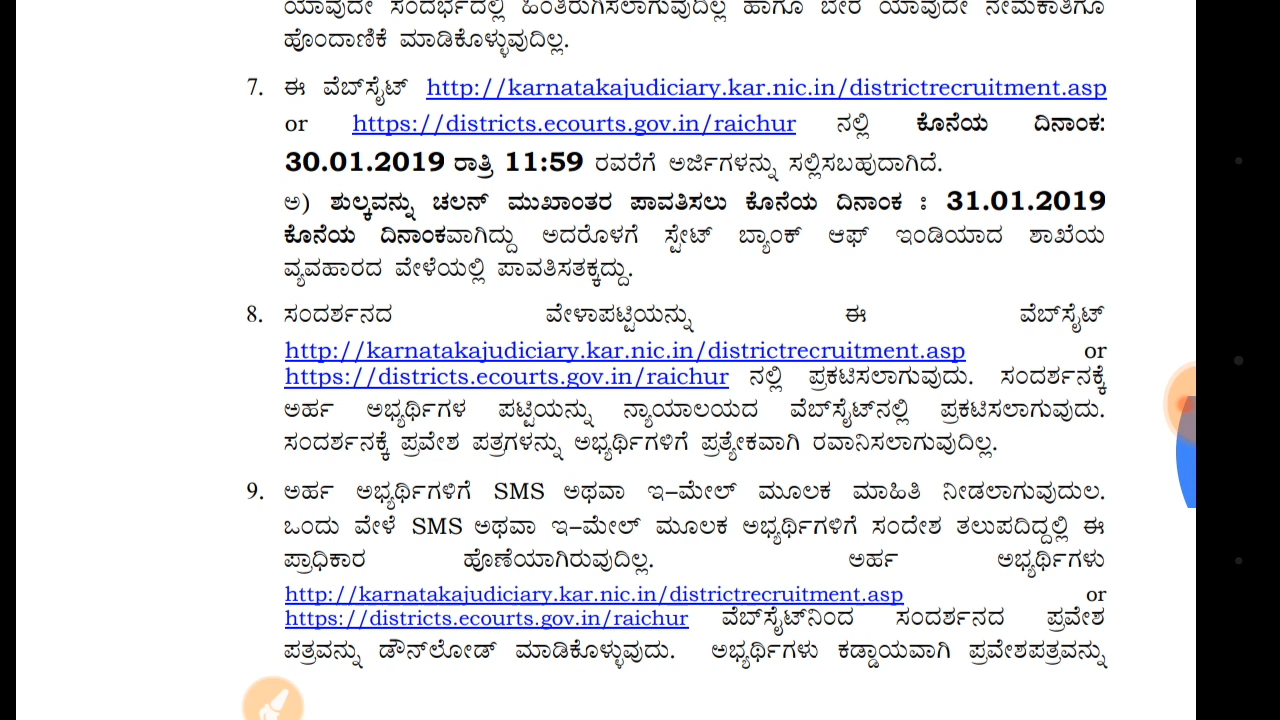 ಯಾವುದೇ ಸಂದರ್ಭದಲ್ಲಿ ಹಿಂತಿರುಗಿಸಲಾಗುವುದಿಲ್ಲ ಹಾಗೂ ಬೇರೆ ಯಾವುದೇ ನೇಮಕಾತಿಗೂ
ಹೊಂದಾಣಿಕೆ ಮಾಡಿಕೊಳ್ಳುವುದಿಲ್ಲ.
7. ಈ ವೆಬ್‌ಸೈಟ್ http://karnatakajudiciary.kar.nic.in/districtrecruitment.asp
or https://districts.ecourts.gov.in/raichur ನಲ್ಲಿ ಕೊನೆಯ ದಿನಾಂಕ:
30.01.2019 ರಾತ್ರಿ 11:59 ರವರೆಗೆ ಅರ್ಜಿಗಳನ್ನು ಸಲ್ಲಿಸಬಹುದಾಗಿದೆ.
ಅ) ಶುಲ್ಕವನ್ನು ಚಲನ್ ಮುಖಾಂತರ ಪಾವತಿಸಲು ಕೊನೆಯ ದಿನಾಂಕ : 31.01.2019
ಕೊನೆಯ ದಿನಾಂಕವಾಗಿದ್ದು ಅದರೊಳಗೆ ಸ್ಟೇಟ್ ಬ್ಯಾಂಕ್ ಆಫ್ ಇಂಡಿಯಾದ ಶಾಖೆಯ
ವ್ಯವಹಾರದ ವೇಳೆಯಲ್ಲಿ ಪಾವತಿಸತಕ್ಕದ್ದು.
8. ಸಂದರ್ಶನದ ವೇಳಾಪಟ್ಟಿಯನ್ನು ಈ ವೆಬ್‌ಸೈಟ್
http://karnatakajudiciary.kar.nic.in/districtrecruitment.asp or
https://districts.ecourts.gov.in/raichur ನಲ್ಲಿ ಪ್ರಕಟಿಸಲಾಗುವುದು. ಸಂದರ್ಶನಕ್ಕೆ
ಅರ್ಹ ಅಭ್ಯರ್ಥಿಗಳ ಪಟ್ಟಿಯನ್ನು ನ್ಯಾಯಾಲಯದ ವೆಬ್‌ಸೈಟ್‌ನಲ್ಲಿ ಪ್ರಕಟಿಸಲಾಗುವುದು.
ಸಂದರ್ಶನಕ್ಕೆ ಪ್ರವೇಶ ಪತ್ರಗಳನ್ನು ಅಭ್ಯರ್ಥಿಗಳಿಗೆ ಪ್ರತ್ಯೇಕವಾಗಿ ರವಾನಿಸಲಾಗುವುದಿಲ್ಲ.
9. ಅರ್ಹ ಅಭ್ಯರ್ಥಿಗಳಿಗೆ SMS ಅಥವಾ ಇ-ಮೇಲ್ ಮೂಲಕ ಮಾಹಿತಿ ನೀಡಲಾಗುವುದುಲ.
ಒಂದು ವೇಳೆ SMS ಅಥವಾ ಇ-ಮೇಲ್ ಮೂಲಕ ಅಭ್ಯರ್ಥಿಗಳಿಗೆ ಸಂದೇಶ ತಲುಪದಿದ್ದಲ್ಲಿ ಈ
ಪ್ರಾಧಿಕಾರ ಹೊಣೆಯಾಗಿರುವುದಿಲ್ಲ. ಅರ್ಹ ಅಭ್ಯರ್ಥಿಗಳು
http://karnatakajudiciary.kar.nic.in/districtrecruitment.asp or
https://districts.ecourts.gov.in/raichur ವೆಬ್‌ಸೈಟ್‌ನಿಂದ ಸಂದರ್ಶನದ ಪ್ರವೇಶ
ಪತ್ರವನ್ನು ಡೌನ್‌ಲೋಡ್ ಮಾಡಿಕೊಳ್ಳುವುದು. ಅಭ್ಯರ್ಥಿಗಳು ಕಡ್ಡಾಯವಾಗಿ ಪ್ರವೇಶಪತ್ರವನ್ನು